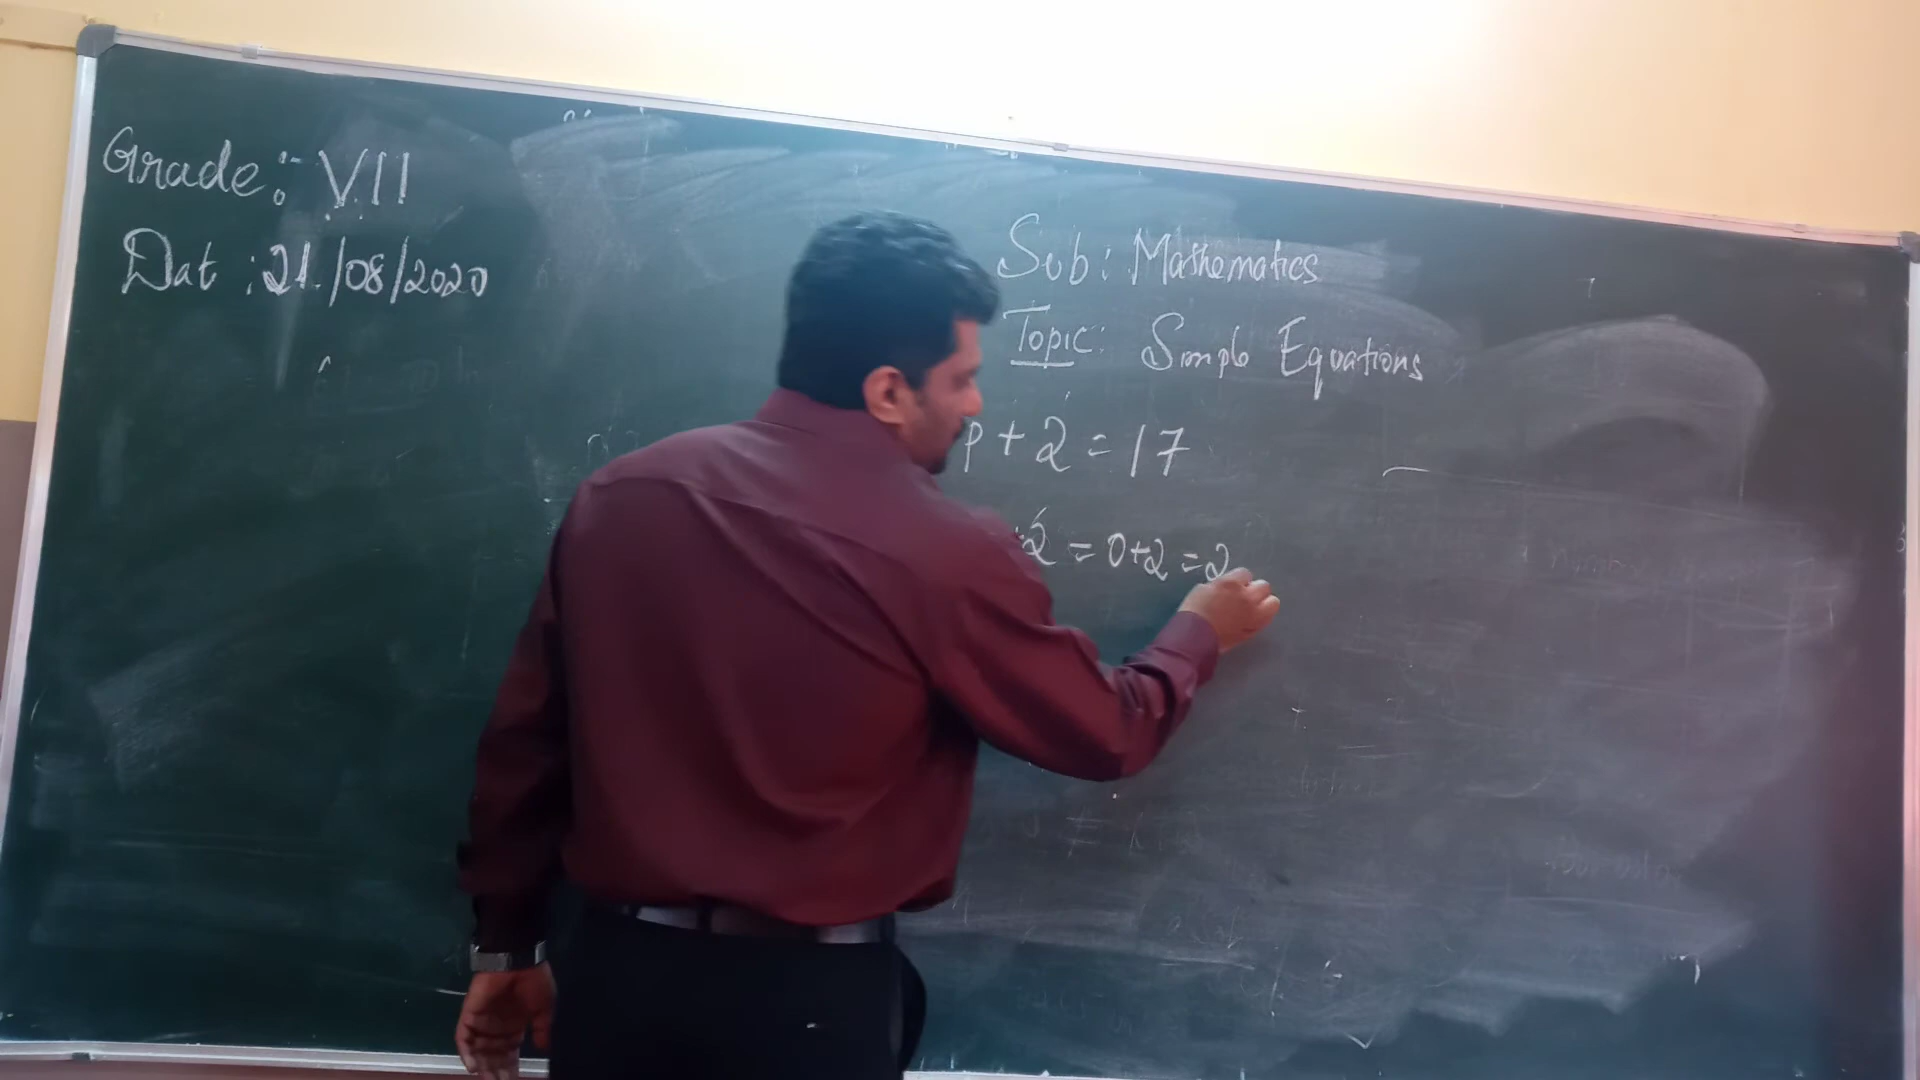 Grade: VII
Dat : 21/08/2020
Sub: Mathematics
Topic: Simple Equations
p + 2 = 17
2 = 0+2 = 2